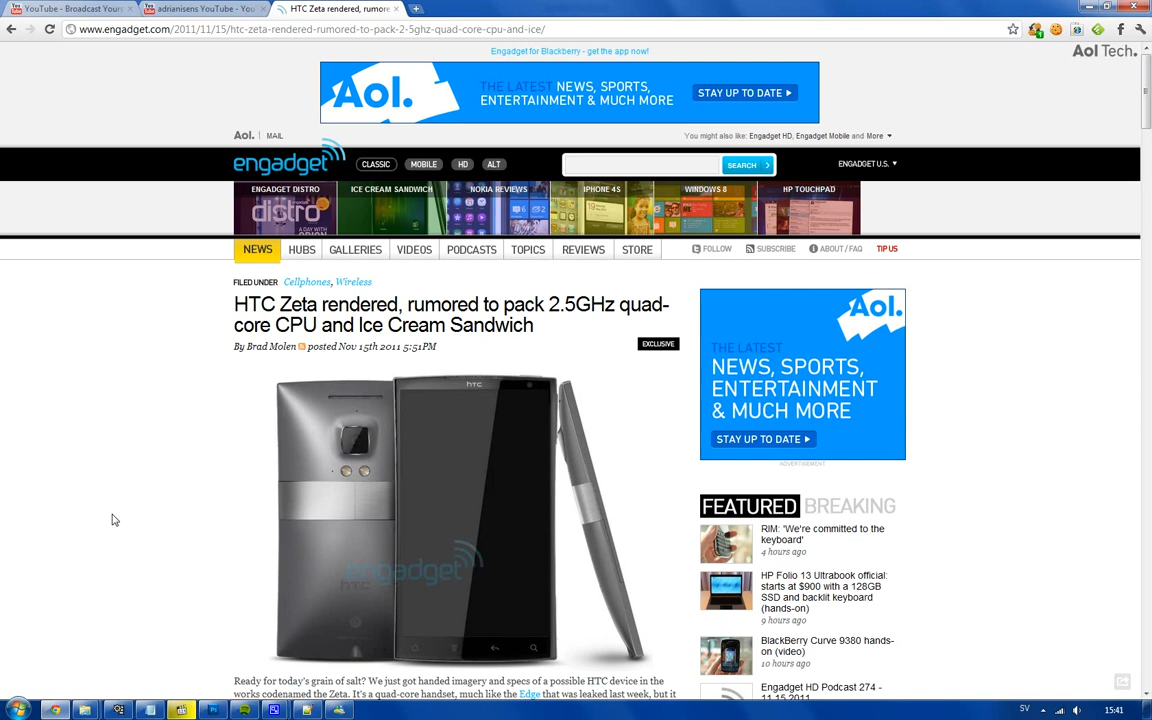 YouTube - Broadcast Yours
adrianisens YouTube - You
HTC Zeta rendered, rumore
www.engadget.com/2011/11/15/htc-zeta-rendered-rumored-to-pack-2-5ghz-quad-core-cpu-and-ice/
Engadget for Blackberry - get the app now!
Aol Tech.
Aol.
THE LATEST NEWS, SPORTS,
ENTERTAINMENT & MUCH MORE
STAY UP TO DATE
Aol. | MAIL
You might also like: Engadget HD, Engadget Mobile and More
engadget
CLASSIC
MOBILE
HD
ALT
SEARCH
ENGADGET U.S.
ENGADGET DISTRO
ICE CREAM SANDWICH
NOKIA REVIEWS
IPHONE 4S
WINDOWS 8
HP TOUCHPAD
distro
NEWS
HUBS
GALLERIES
VIDEOS
PODCASTS
TOPICS
REVIEWS
STORE
FOLLOW
SUBSCRIBE
ABOUT / FAQ
TIP US
FILED UNDER Cellphones, Wireless
HTC Zeta rendered, rumored to pack 2.5GHz quad-
core CPU and Ice Cream Sandwich
By Brad Molen posted Nov 15th 2011 5:51PM
EXCLUSIVE
hTC
hTC
engadget
Ready for today's grain of salt? We just got handed imagery and specs of a possible HTC device in the
works codenamed the Zeta. It's a quad-core handset, much like the Edge that was leaked last week, but it
Aol.
THE LATEST
NEWS, SPORTS,
ENTERTAINMENT
& MUCH MORE
STAY UP TO DATE
ADVERTISEMENT
FEATURED BREAKING
RIM: 'We're committed to the
keyboard'
4 hours ago
HP Folio 13 Ultrabook official:
starts at $900 with a 128GB
SSD and backlit keyboard
(hands-on)
9 hours ago
BlackBerry Curve 9380 hands-
on (video)
10 hours ago
Engadget HD Podcast 274 -
11.15.2011
SV
15:41